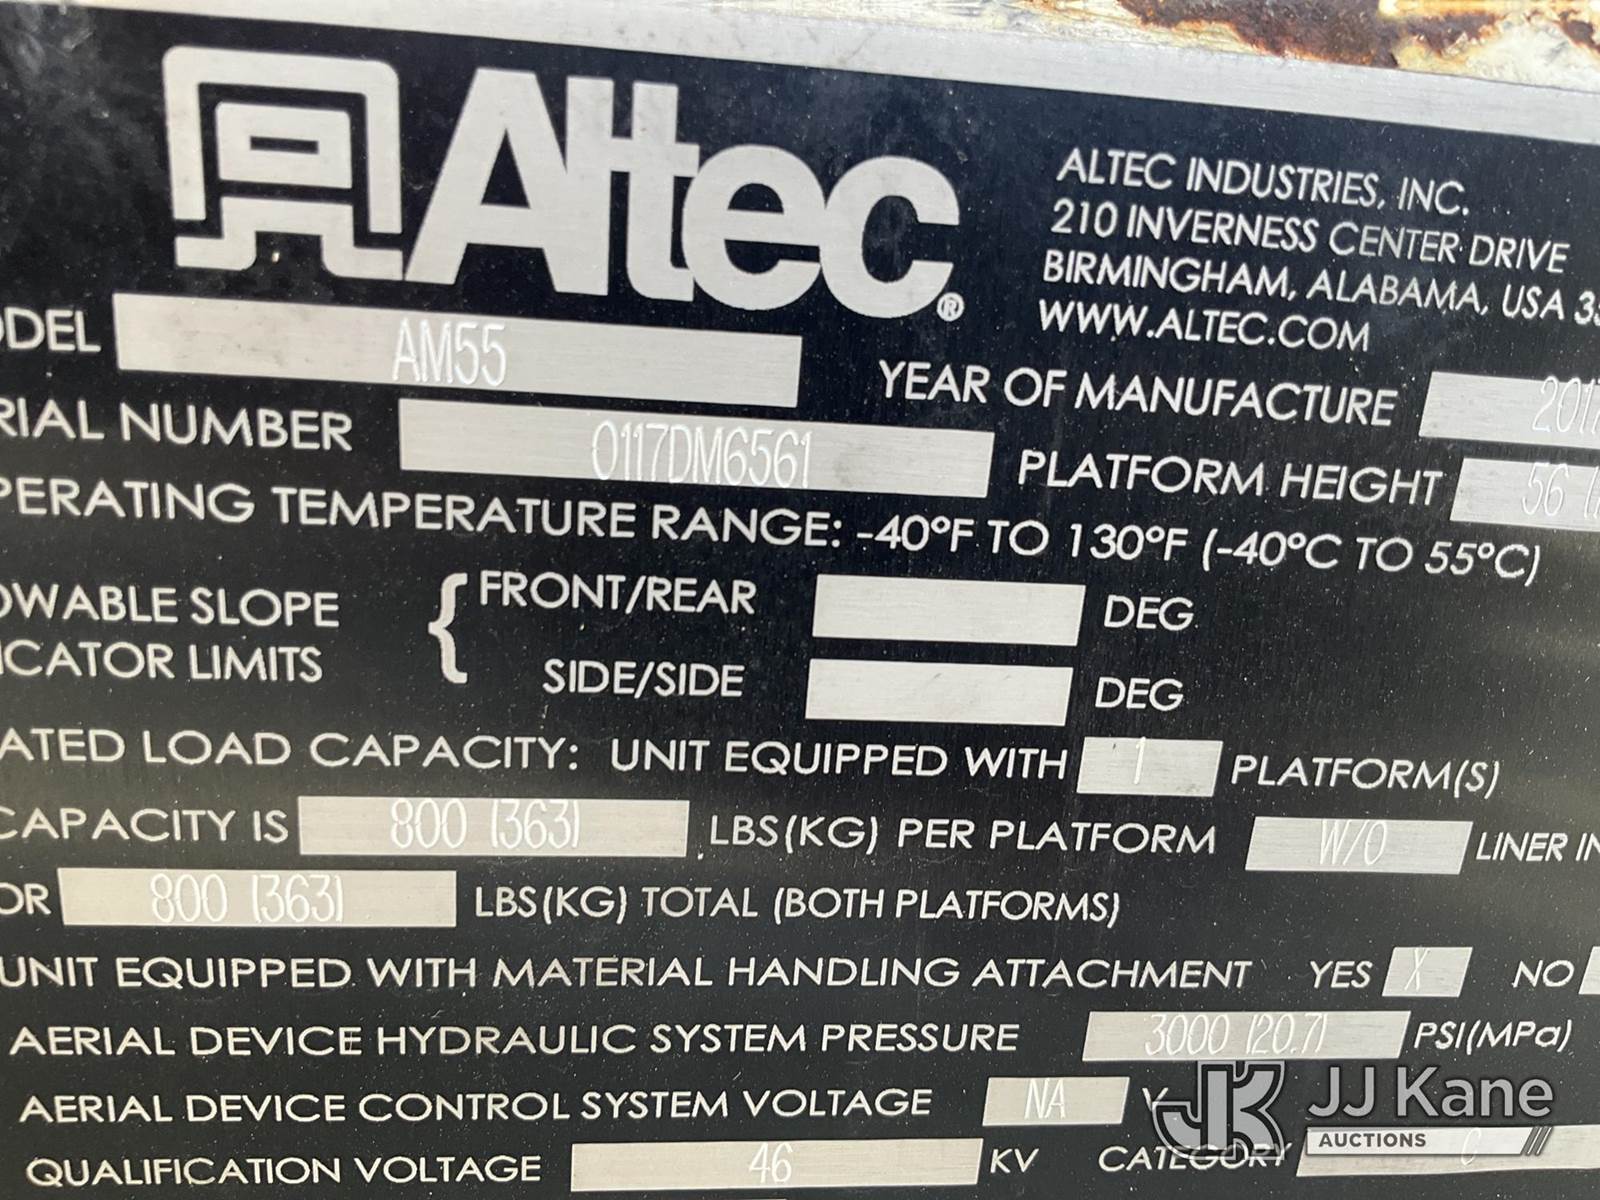 Altec®
ALTEC INDUSTRIES, INC.
210 INVERNESS CENTER DRIVE
BIRMINGHAM, ALABAMA, USA 35
WWW.ALTEC.COM
ODEL AM55
YEAR OF MANUFACTURE 2017
RIAL NUMBER 0117DM6561
PLATFORM HEIGHT 56
PERATING TEMPERATURE RANGE: -40°F TO 130°F (-40°C TO 55°C)
OWABLE SLOPE { FRONT/REAR DEG
ICATOR LIMITS SIDE/SIDE DEG
ATED LOAD CAPACITY: UNIT EQUIPPED WITH 1 PLATFORM(S)
CAPACITY IS 800 (363) LBS(KG) PER PLATFORM W/O LINER IN
OR 800 (363) LBS(KG) TOTAL (BOTH PLATFORMS)
UNIT EQUIPPED WITH MATERIAL HANDLING ATTACHMENT YES X NO
AERIAL DEVICE HYDRAULIC SYSTEM PRESSURE 3000 (20.7) PSI(MPa)
AERIAL DEVICE CONTROL SYSTEM VOLTAGE NA V
QUALIFICATION VOLTAGE 46 KV CATEGORY C
JK JJ Kane
AUCTIONS